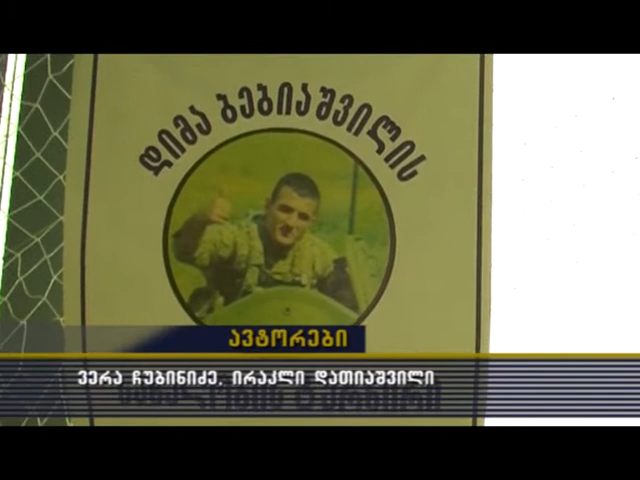 დიმა ბებიაშვილის
ავტორები
ვერა ჩუბინიძე, ირაკლი დათიაშვილი